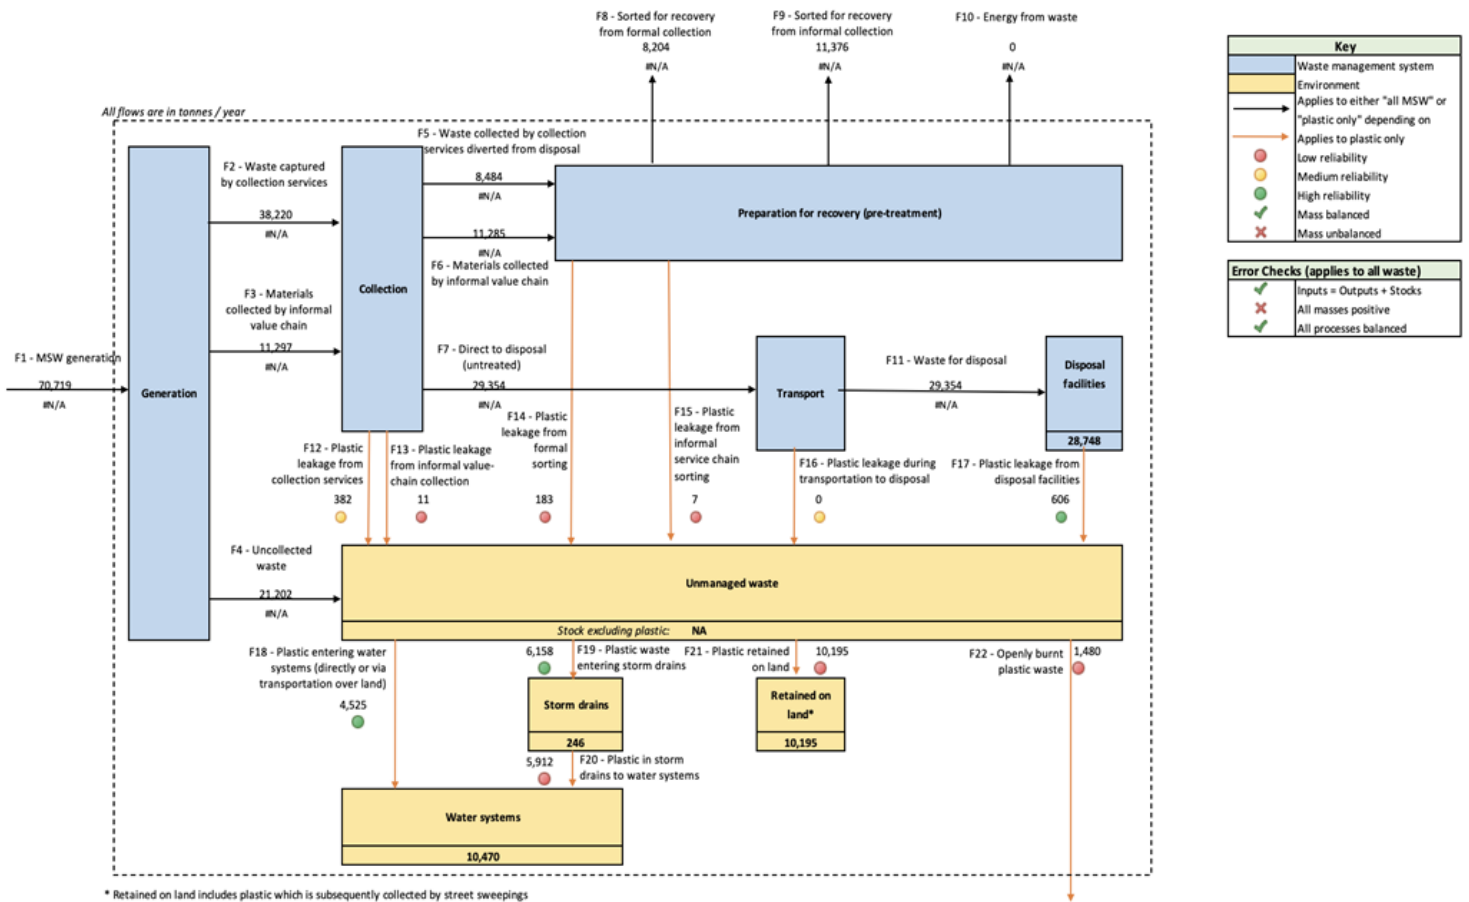 F8 - Sorted for recovery
from formal collection
8,204
#N/A
F9 - Sorted for recovery
from informal collection
11,376
#N/A
F10 - Energy from waste
0
#N/A
Key
Waste management system
Environment
Applies to either "all MSW" or
"plastic only" depending on
Applies to plastic only
Low reliability
Medium reliability
High reliability
Mass balanced
Mass unbalanced
Error Checks (applies to all waste)
Inputs = Outputs + Stocks
All masses positive
All processes balanced
All flows are in tonnes / year
F1 - MSW generation
70,719
#N/A
Generation
F2 - Waste captured
by collection services
38,220
#N/A
F3 - Materials
collected by informal
value chain
11,297
#N/A
F4 - Uncollected
waste
21,202
#N/A
Collection
F5 - Waste collected by collection
services diverted from disposal
8,484
#N/A
11,285
#N/A
F6 - Materials collected
by informal value chain
Preparation for recovery (pre-treatment)
F7 - Direct to disposal
(untreated)
29,354
#N/A
Transport
F11 - Waste for disposal
29,354
#N/A
Disposal
facilities
28,748
F12 - Plastic
leakage from
collection services
382
F13 - Plastic leakage
from informal value-
chain collection
11
F14 - Plastic
leakage from
formal
sorting
183
F15 - Plastic
leakage from
informal
service chain
sorting
7
F16 - Plastic leakage during
transportation to disposal
0
F17 - Plastic leakage from
disposal facilities
606
Unmanaged waste
Stock excluding plastic: NA
F18 - Plastic entering water
systems (directly or via
transportation over land)
4,525
6,158
F19 - Plastic waste
entering storm drains
Storm drains
246
5,912
F20 - Plastic in storm
drains to water systems
F21 - Plastic retained
on land
10,195
Retained on
land*
10,195
F22 - Openly burnt
plastic waste
1,480
Water systems
10,470
* Retained on land includes plastic which is subsequently collected by street sweepings